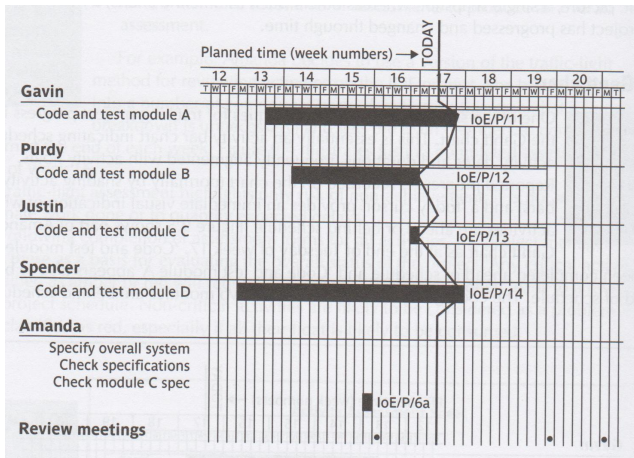 Planned time (week numbers) → TODAY
12 13 14 15 16 17 18 19 20
T W T F M T W T F M T W T F M T W T F M T W T F M T W T F M T W T F M T W T F M T W T F M T
Gavin
Code and test module A IoE/P/11
Purdy
Code and test module B IoE/P/12
Justin
Code and test module C IoE/P/13
Spencer
Code and test module D IoE/P/14
Amanda
Specify overall system
Check specifications
Check module C spec
IoE/P/6a
Review meetings